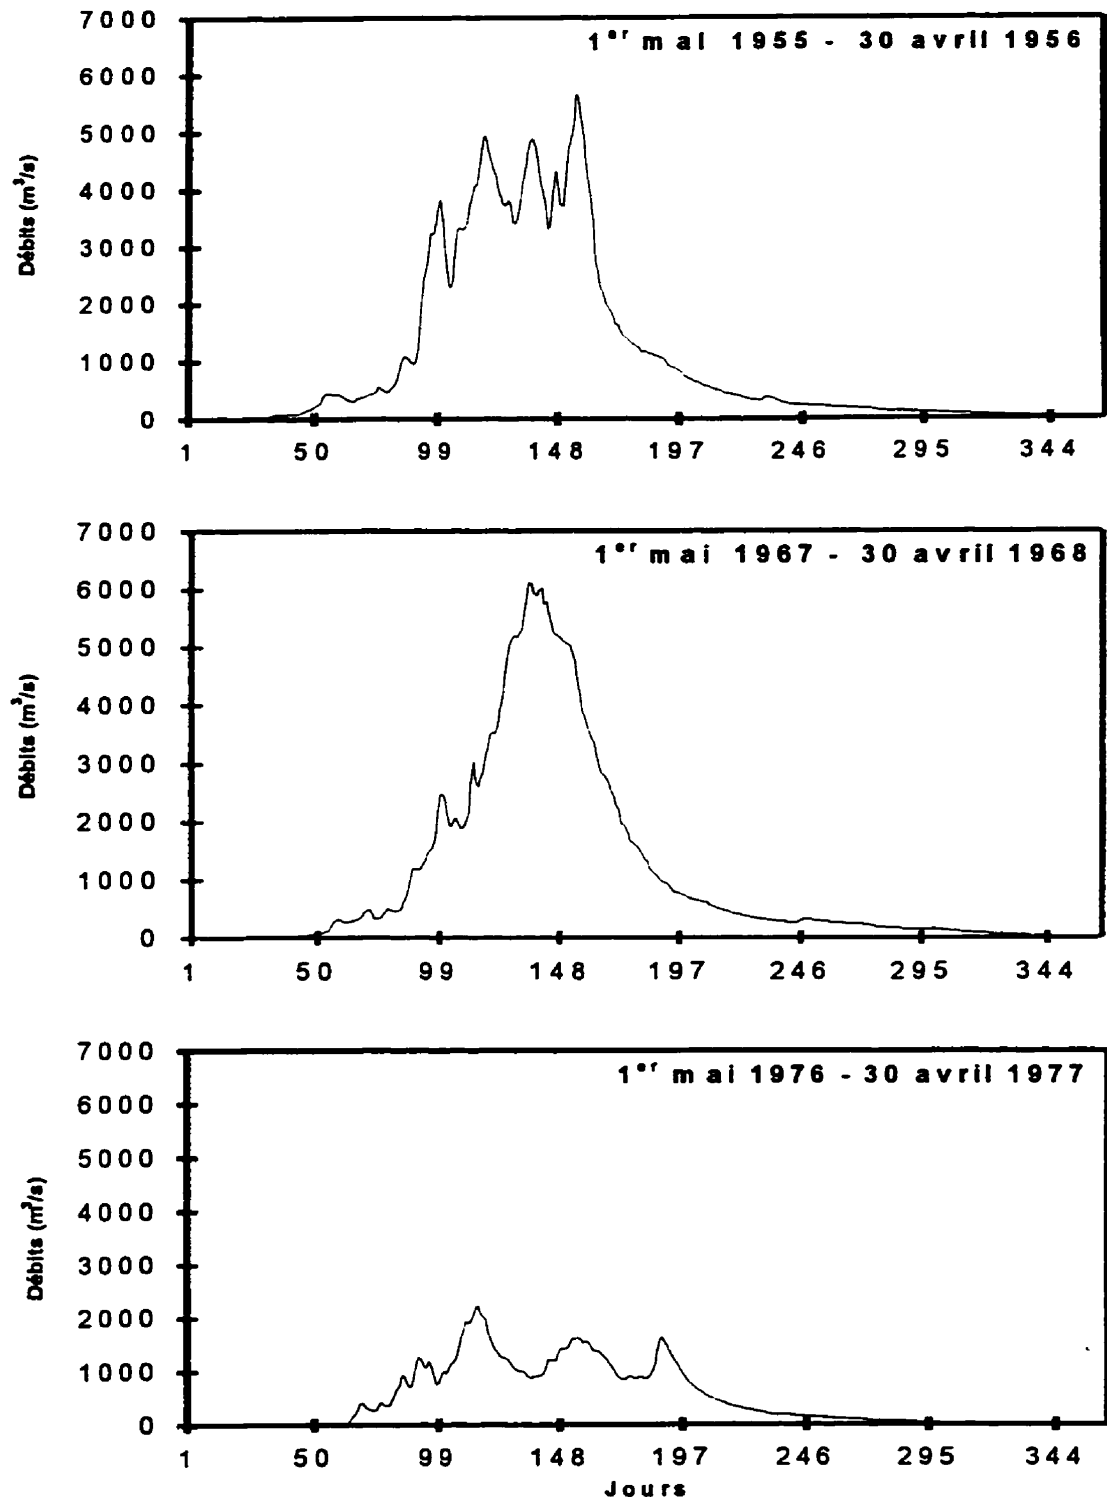 7000
1er mai 1955 - 30 avril 1956
6000
5000
4000
3000
2000
1000
0
Débits (m³/s)
1 50 99 148 197 246 295 344
7000
1er mai 1967 - 30 avril 1968
6000
5000
4000
3000
2000
1000
0
Débits (m³/s)
1 50 99 148 197 246 295 344
7000
1er mai 1976 - 30 avril 1977
6000
5000
4000
3000
2000
1000
0
Débits (m³/s)
1 50 99 148 197 246 295 344
Jours